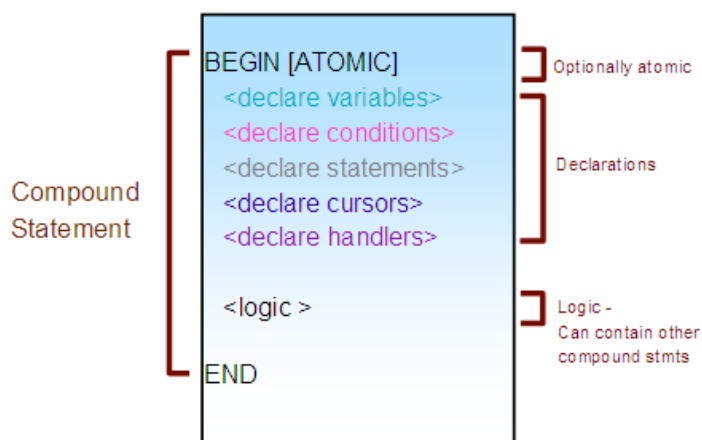 BEGIN [ATOMIC]
Optionally atomic
<declare variables>
<declare conditions>
<declare statements>
<declare cursors>
<declare handlers>
Declarations
Compound
Statement
<logic >
Logic -
Can contain other
compound stmts
END